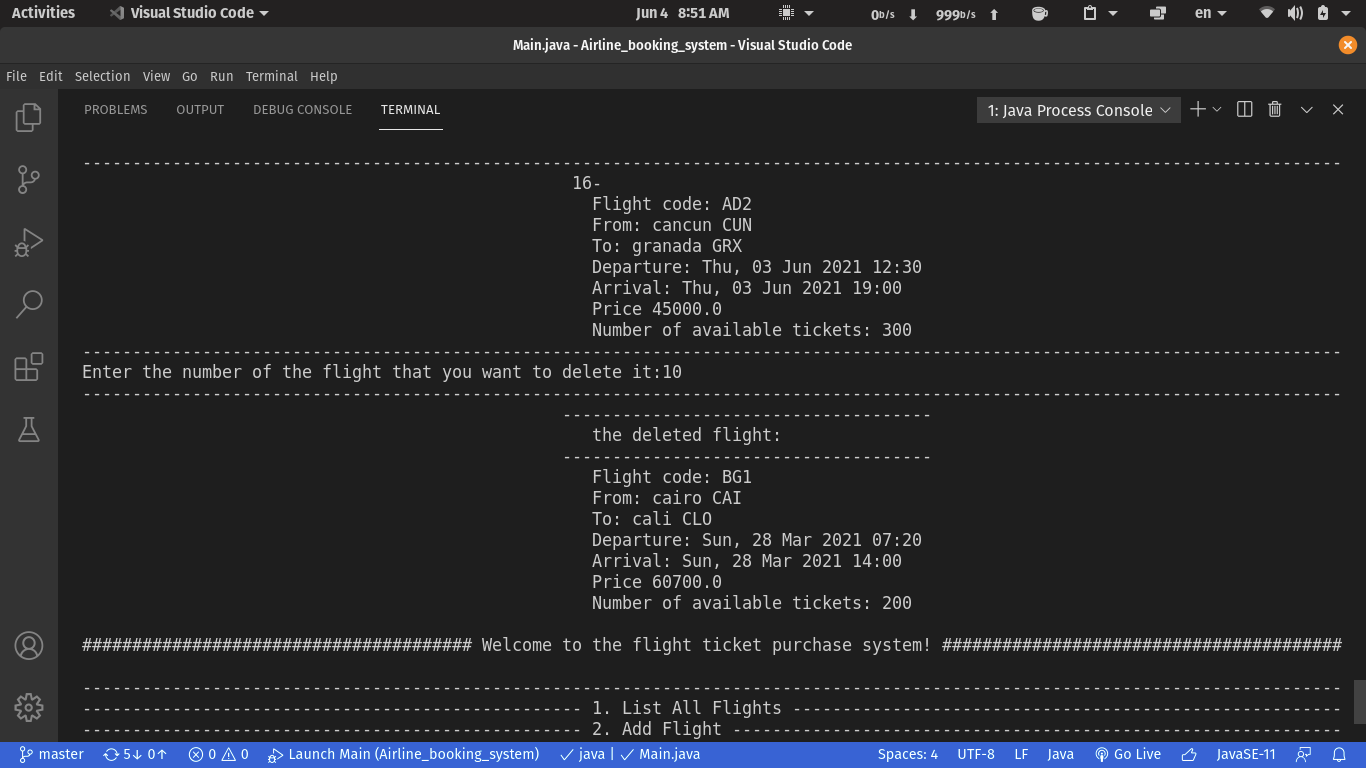 Activities Visual Studio Code Jun 4 8:51 AM 0b/s 999b/s en
Main.java - Airline_booking_system - Visual Studio Code
File Edit Selection View Go Run Terminal Help
PROBLEMS OUTPUT DEBUG CONSOLE TERMINAL 1: Java Process Console
------------------------------------------------------------------------------------------------------------------------------
16-
Flight code: AD2
From: cancun CUN
To: granada GRX
Departure: Thu, 03 Jun 2021 12:30
Arrival: Thu, 03 Jun 2021 19:00
Price 45000.0
Number of available tickets: 300
------------------------------------------------------------------------------------------------------------------------------
Enter the number of the flight that you want to delete it:10
------------------------------------------------------------------------------------------------------------------------------
-------------------------------------
the deleted flight:
-------------------------------------
Flight code: BG1
From: cairo CAI
To: cali CLO
Departure: Sun, 28 Mar 2021 07:20
Arrival: Sun, 28 Mar 2021 14:00
Price 60700.0
Number of available tickets: 200
####################################### Welcome to the flight ticket purchase system! ########################################
------------------------------------------------------------------------------------------------------------------------------
-------------------------------------------------- 1. List All Flights -------------------------------------------------------
-------------------------------------------------- 2. Add Flight -------------------------------------------------------------
master 5↓ 0↑ 0 0 Launch Main (Airline_booking_system) java | Main.java Spaces: 4 UTF-8 LF Java Go Live JavaSE-11